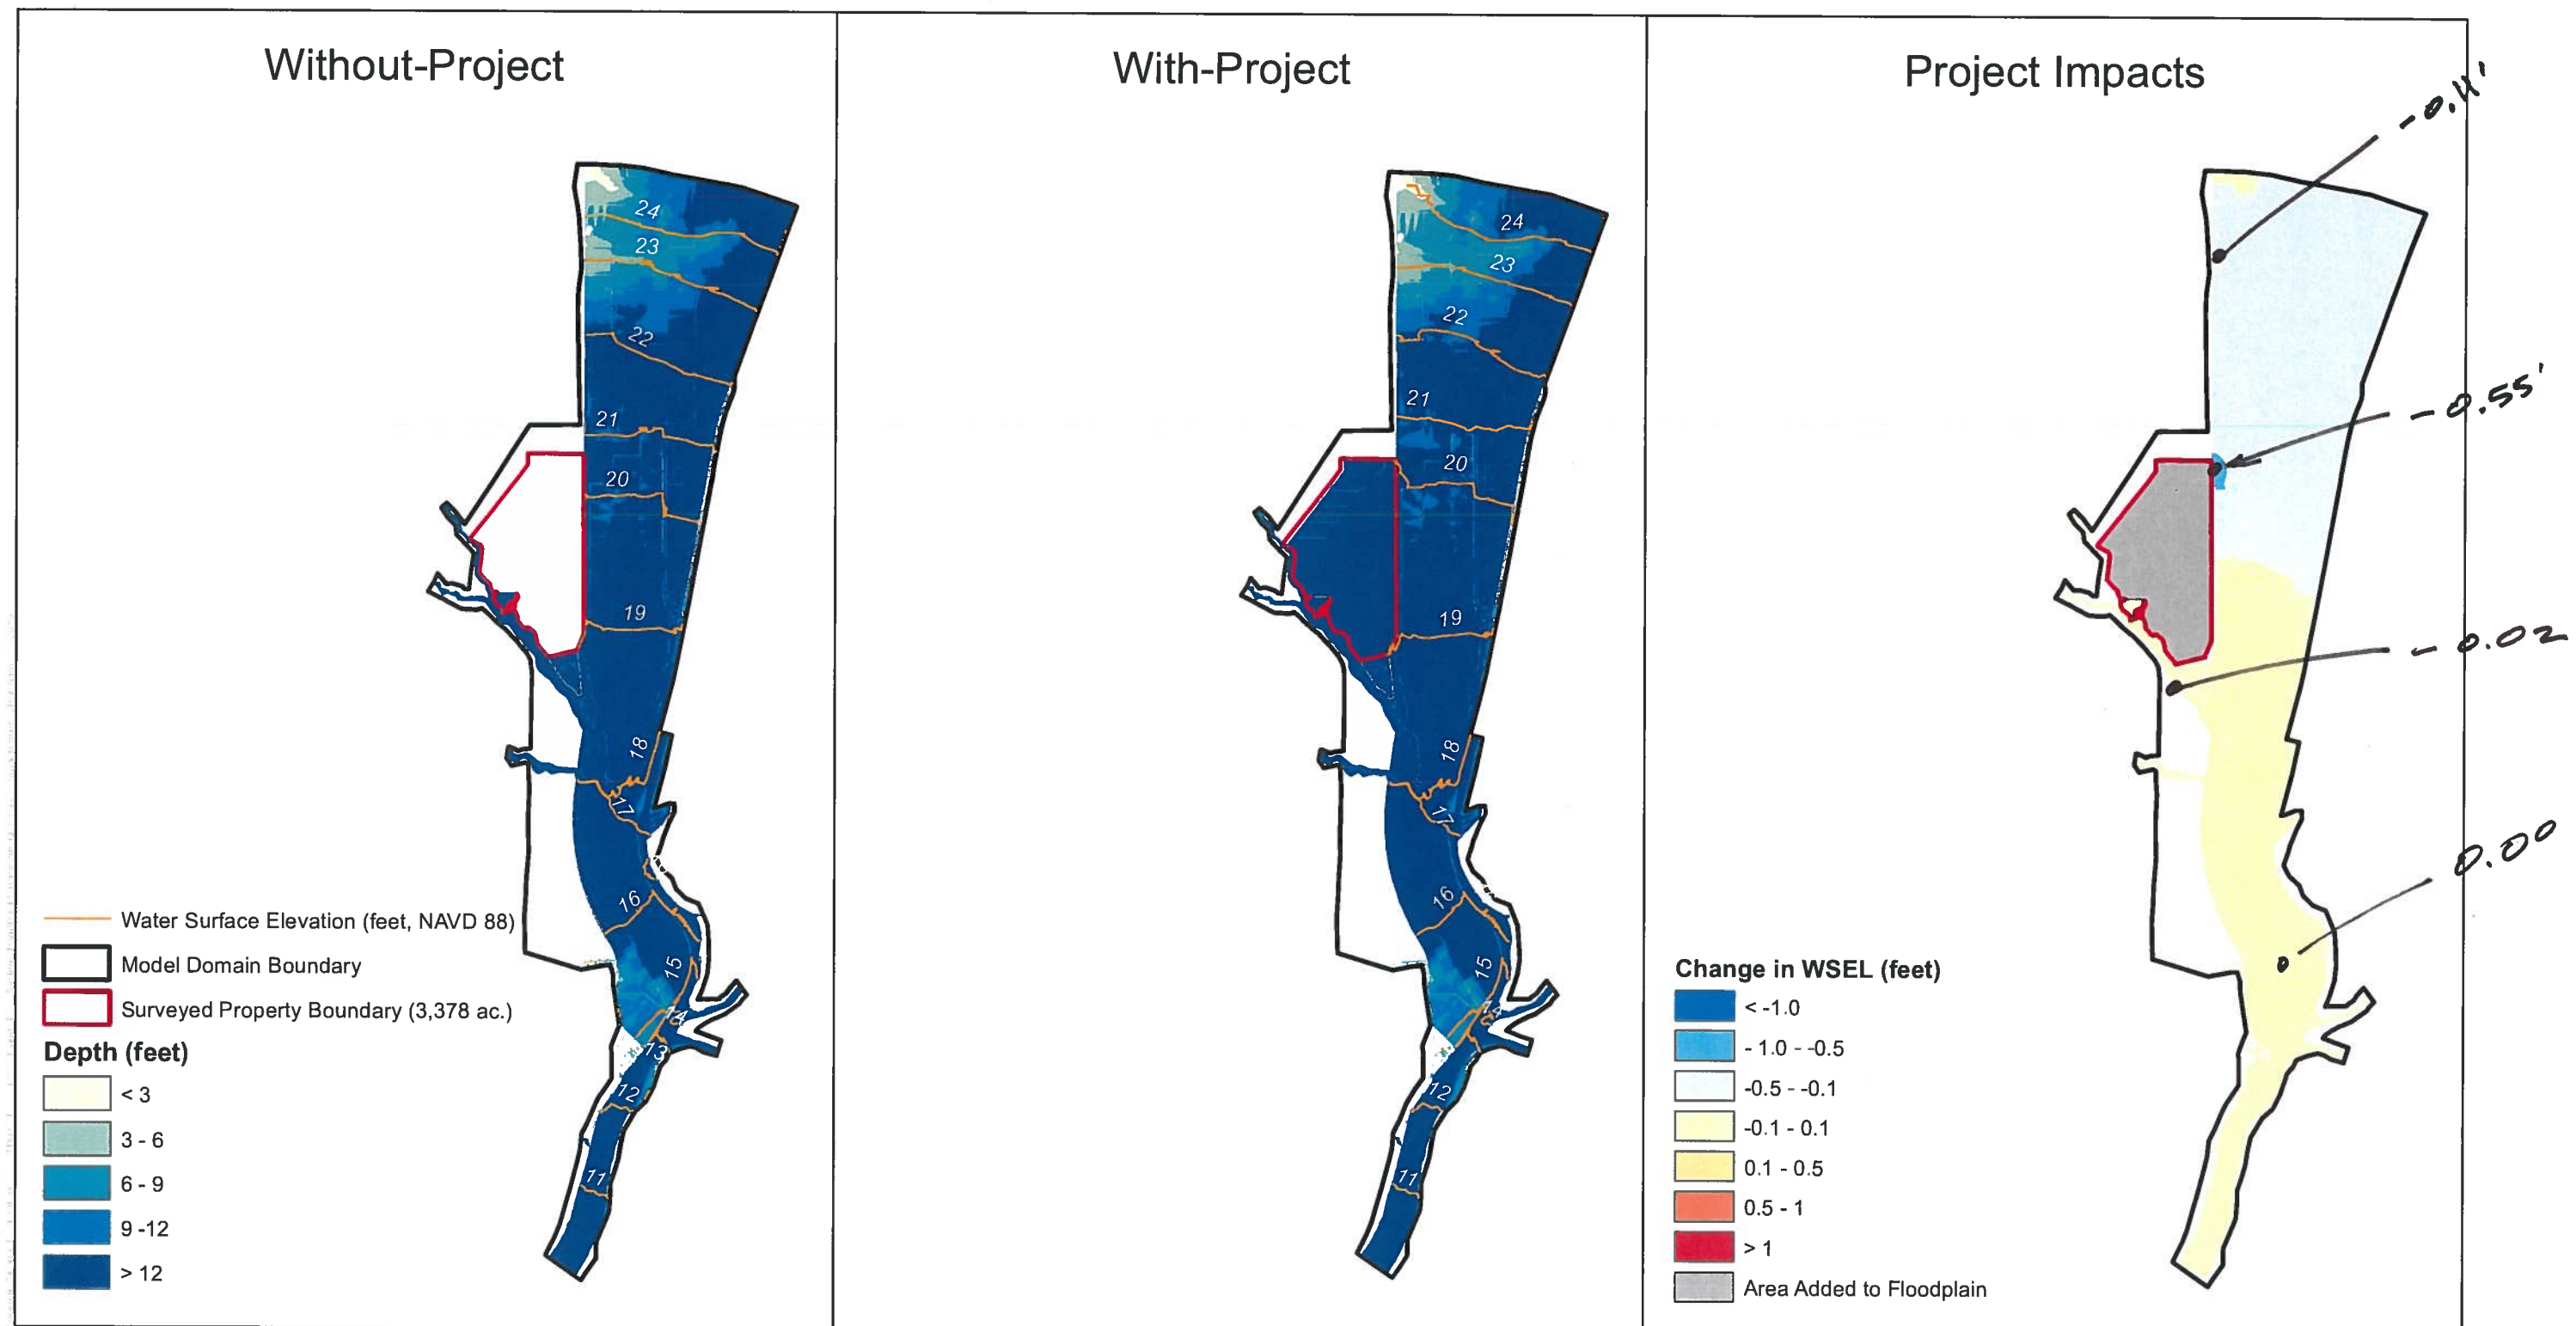 Without-Project
24
23
22
21
20
19
18
17
16
15
14
13
12
11
Water Surface Elevation (feet, NAVD 88)
Model Domain Boundary
Surveyed Property Boundary (3,378 ac.)
Depth (feet)
< 3
3 - 6
6 - 9
9 -12
> 12
With-Project
24
23
22
21
20
19
18
17
16
15
14
12
11
Project Impacts
-0.11'
-0.55'
-0.02
0.00
Change in WSEL (feet)
< -1.0
- 1.0 - -0.5
-0.5 - -0.1
-0.1 - 0.1
0.1 - 0.5
0.5 - 1
> 1
Area Added to Floodplain